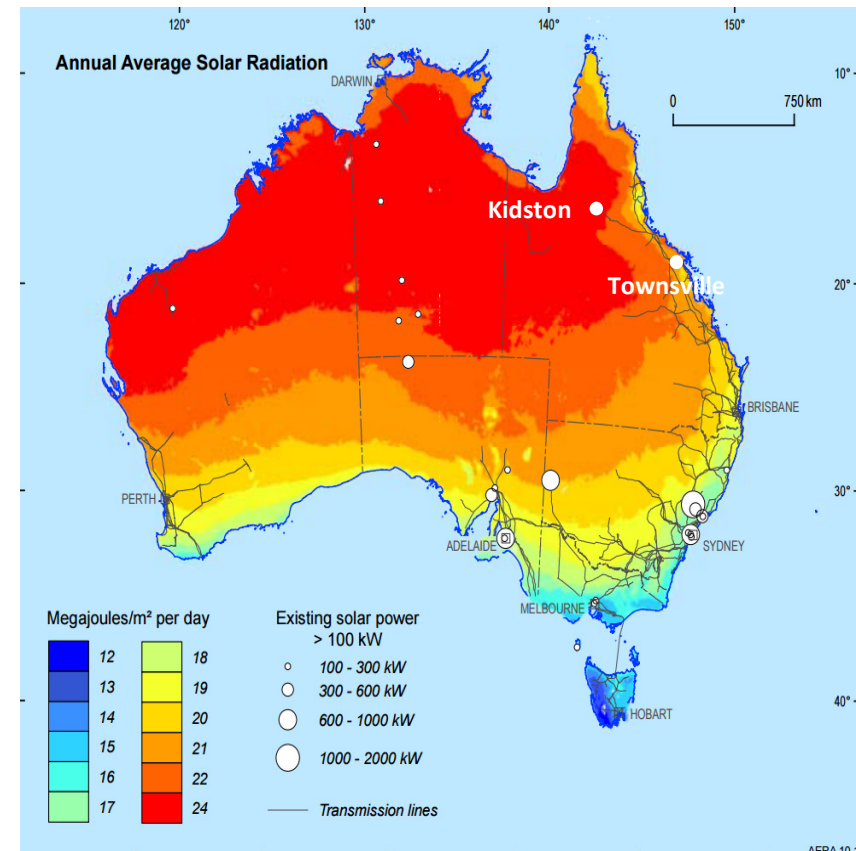 120°
130°
140°
150°
Annual Average Solar Radiation
DARWIN
10°
0
750 km
Kidston
Townsville
20°
BRISBANE
PERTH
30°
ADELAIDE
SYDNEY
MELBOURNE
HOBART
40°
Megajoules/m² per day
12
13
14
15
16
17
18
19
20
21
22
24
Existing solar power
> 100 kW
100 - 300 kW
300 - 600 kW
600 - 1000 kW
1000 - 2000 kW
Transmission lines